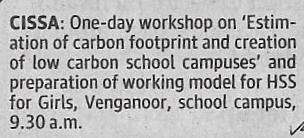 CISSA: One-day workshop on 'Estim-
ation of carbon footprint and creation
of low carbon school campuses' and
preparation of working model for HSS
for Girls, Venganoor, school campus,
9.30 a.m.